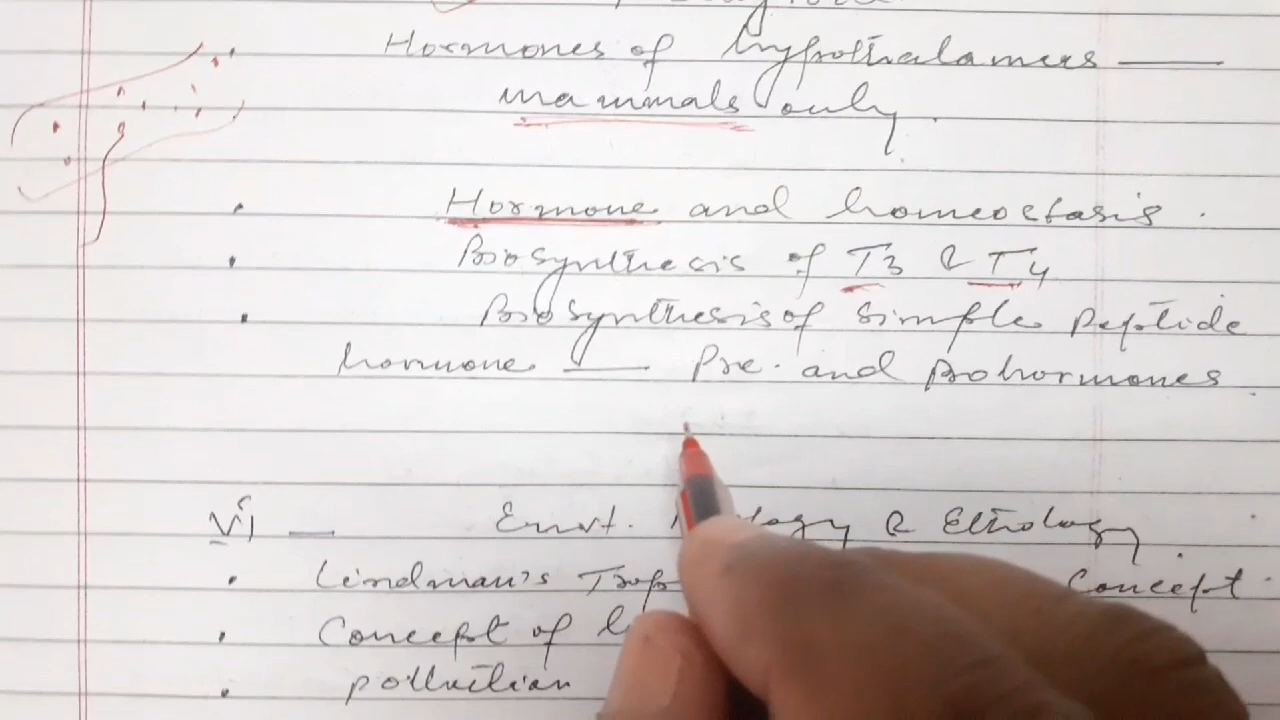 Hormones of hypothalamus —
mammals only.
Hormone and homeostasis.
Biosynthesis of T3 & T4
Biosynthesis of simple peptide
hormone — Pre. and Prohormones
VI — Envt. & Ethology.
Lindman's Concept
Concept of
pollution